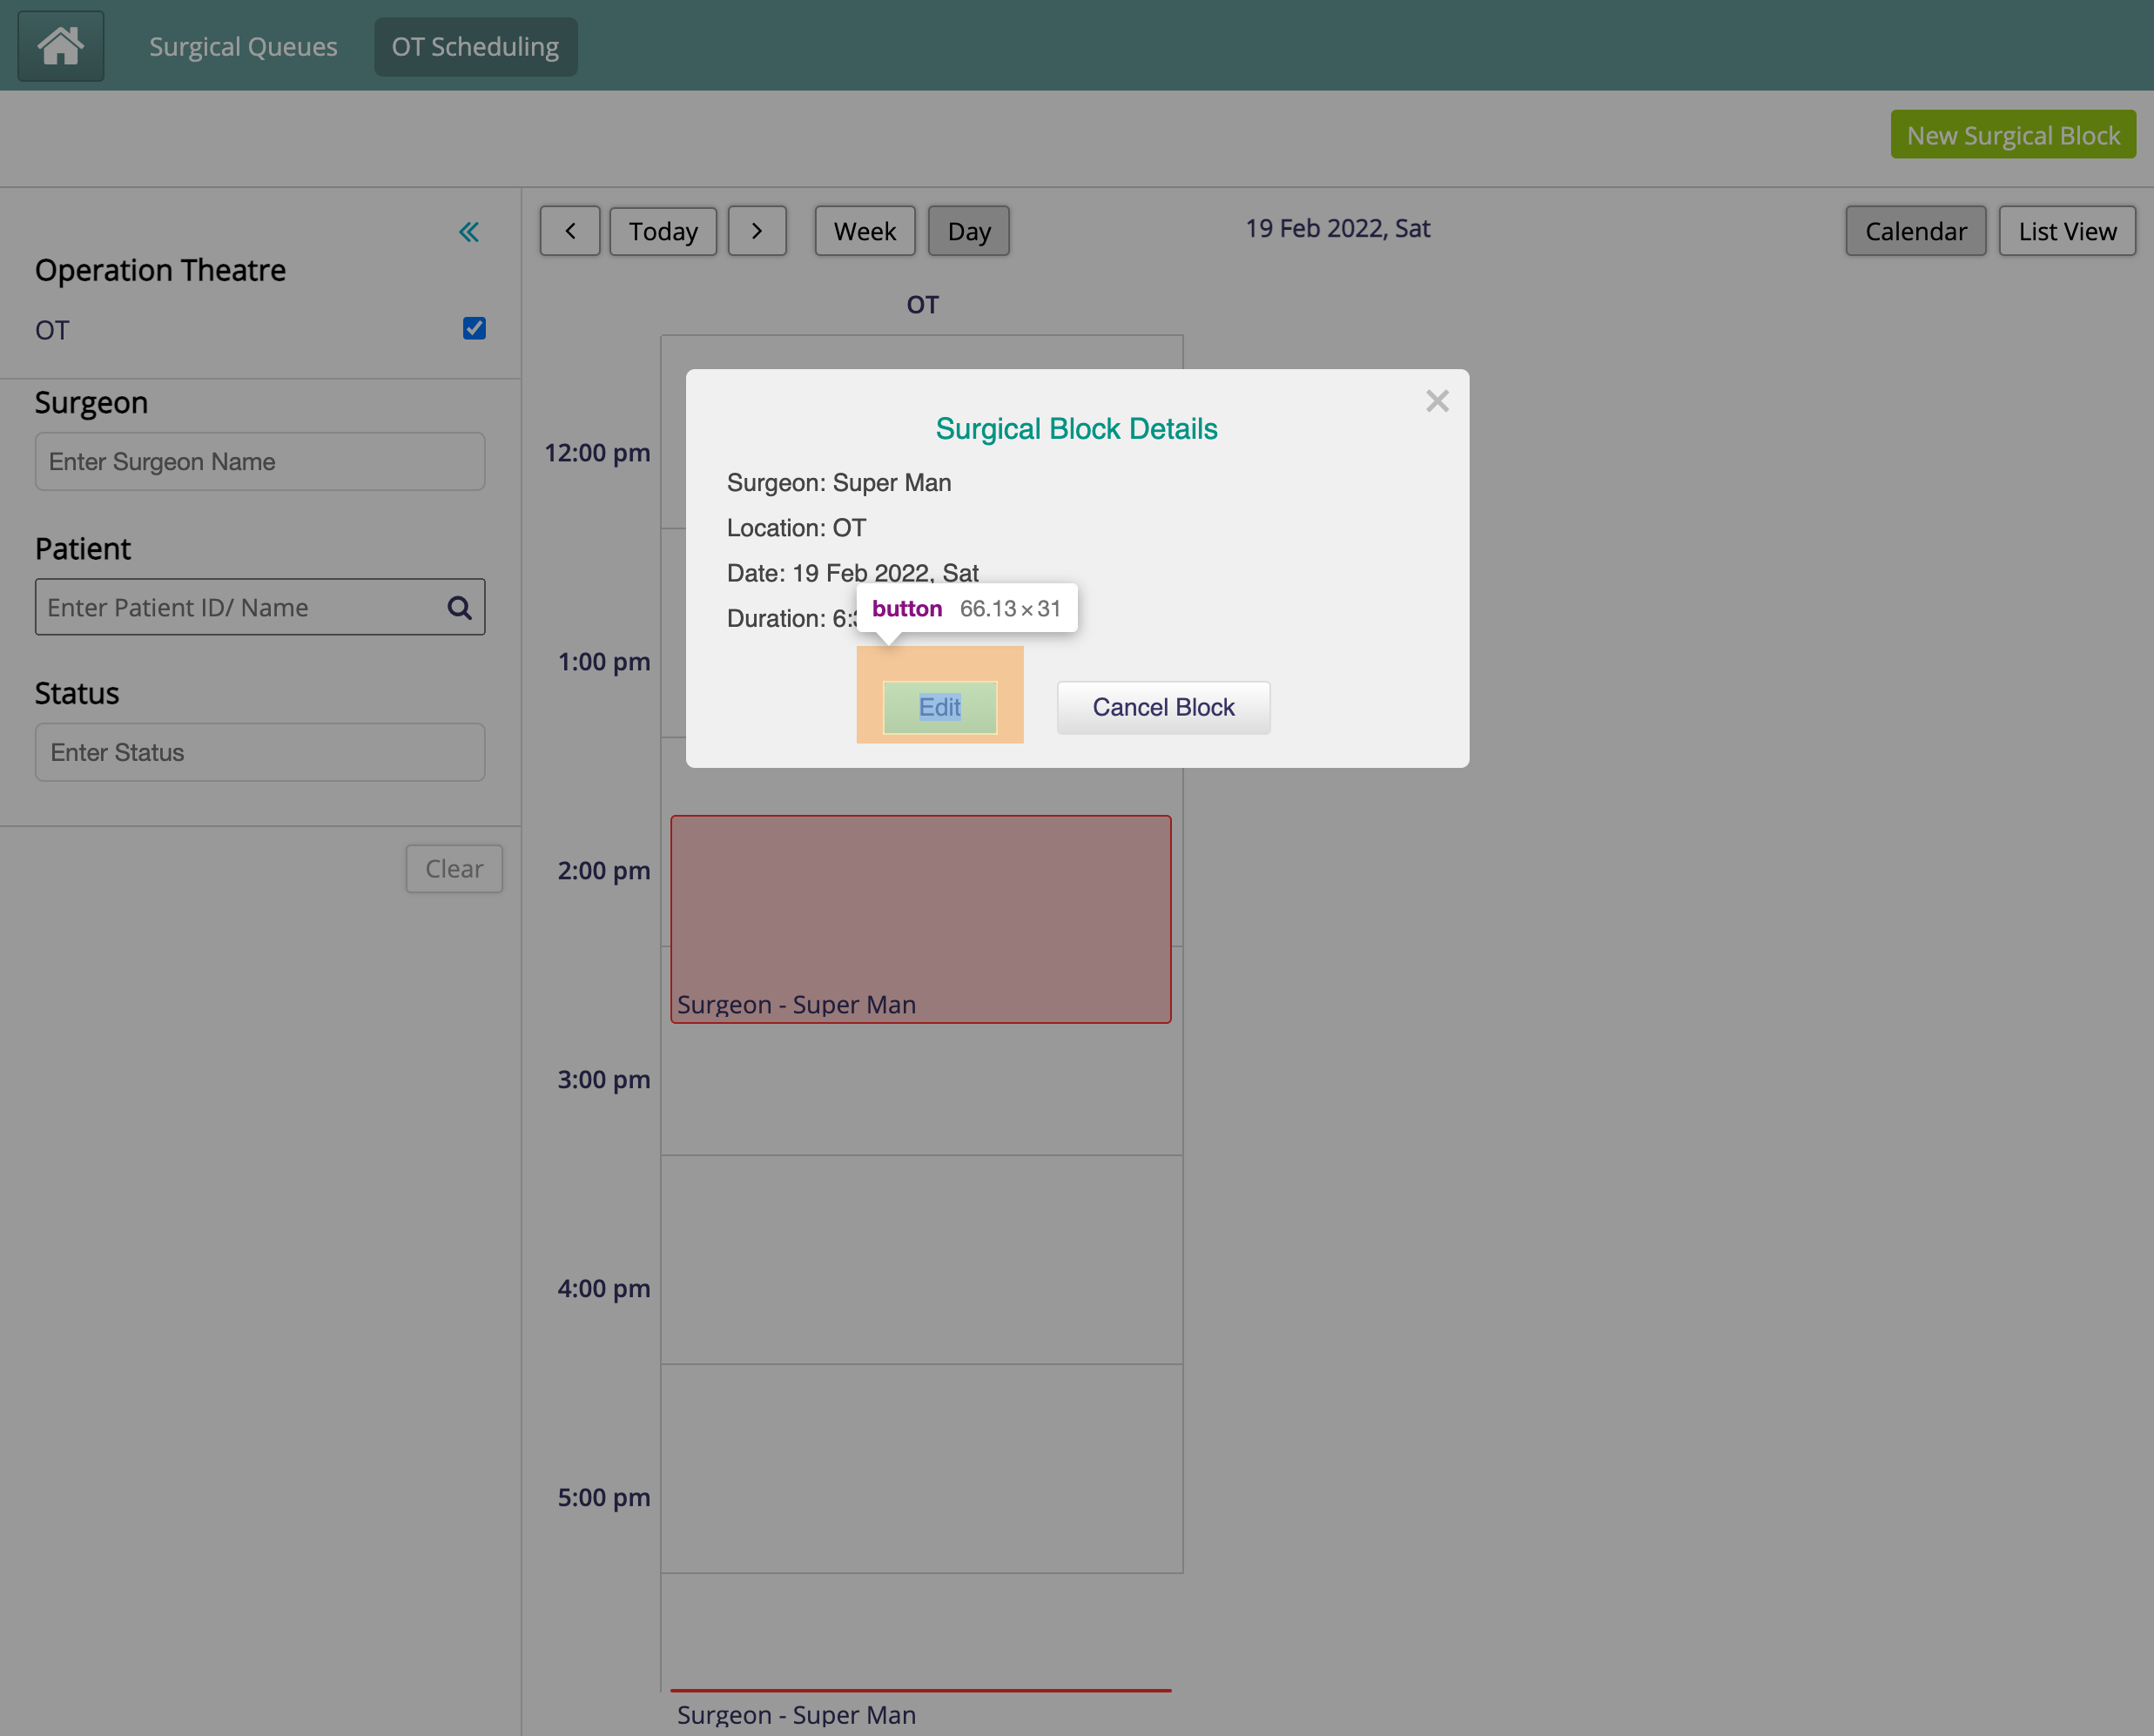 Surgical Queues
OT Scheduling
New Surgical Block
Operation Theatre
OT
Surgeon
Enter Surgeon Name
Patient
Enter Patient ID/ Name
Status
Enter Status
Clear
Today
Week
Day
19 Feb 2022, Sat
Calendar
List View
OT
12:00 pm
1:00 pm
2:00 pm
3:00 pm
4:00 pm
5:00 pm
Surgical Block Details
Surgeon: Super Man
Location: OT
Date: 19 Feb 2022, Sat
Duration: 6:
button 66.13×31
Edit
Cancel Block
Surgeon - Super Man
Surgeon - Super Man